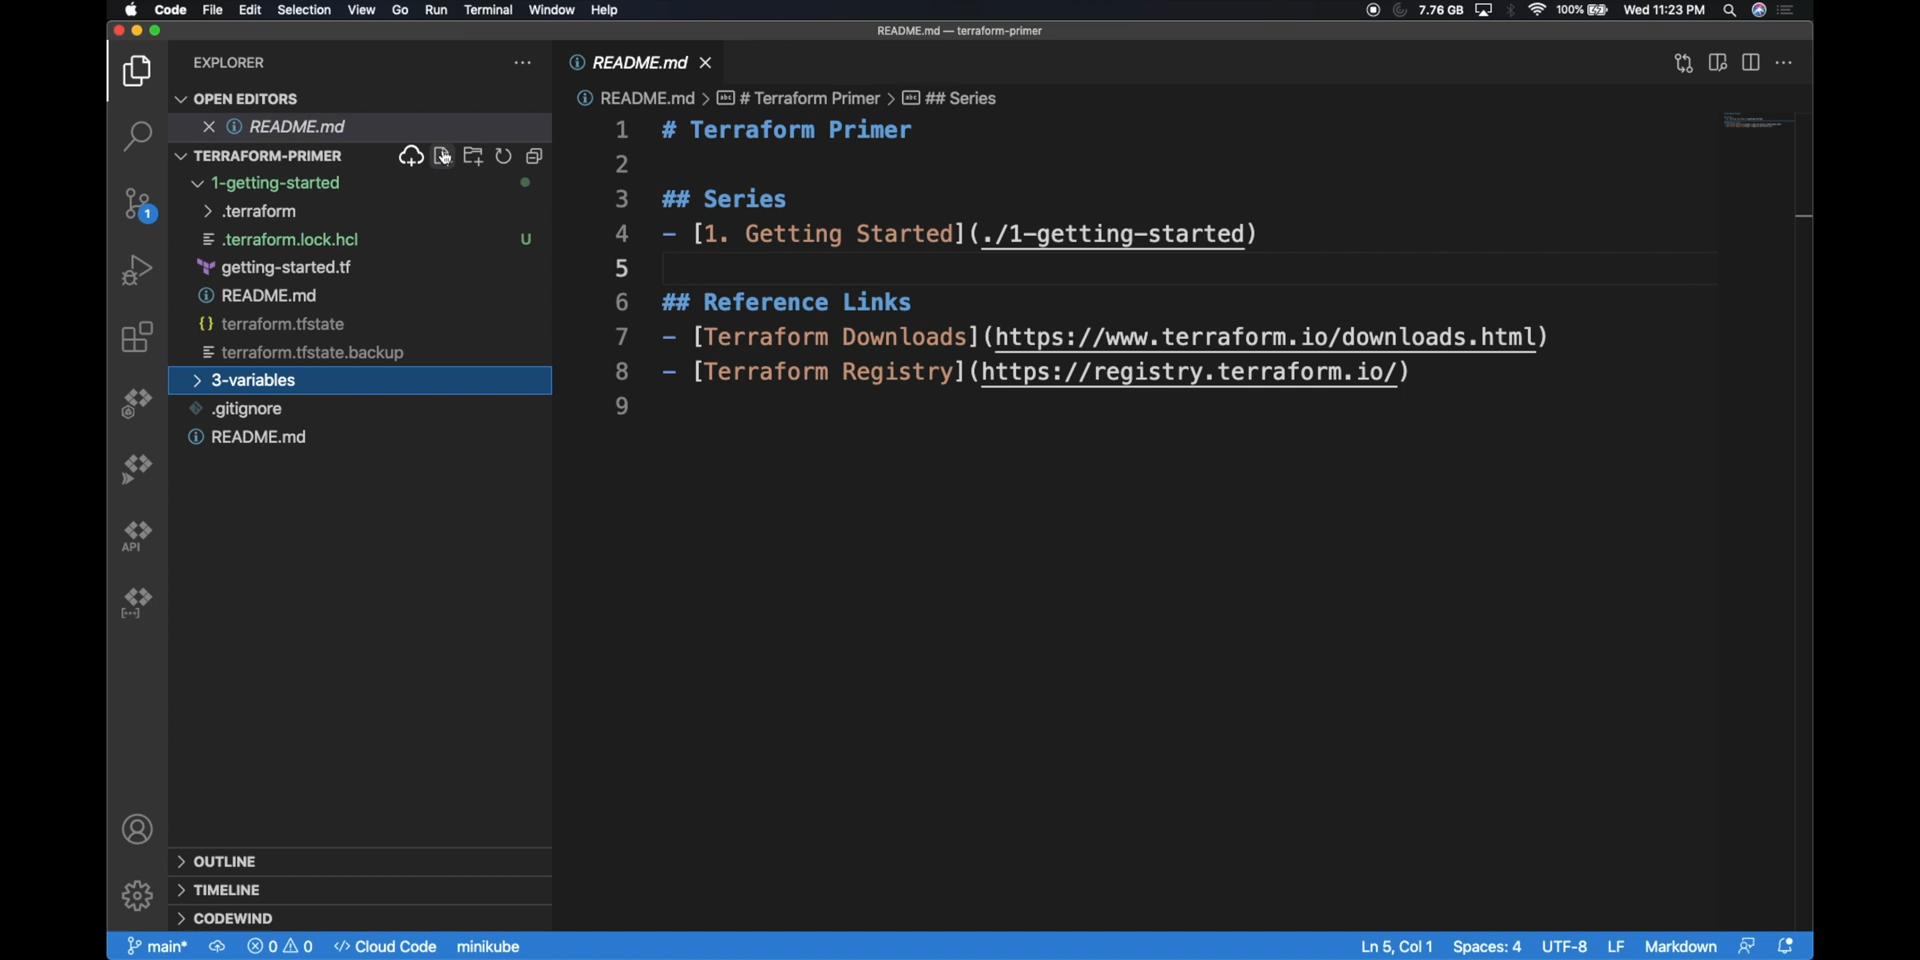 Code File Edit Selection View Go Run Terminal Window Help 7.76 GB 100% Wed 11:23 PM
README.md — terraform-primer
EXPLORER
README.md
OPEN EDITORS
README.md > # Terraform Primer > ## Series
README.md
TERRAFORM-PRIMER
1-getting-started
.terraform
.terraform.lock.hcl U
getting-started.tf
README.md
terraform.tfstate
terraform.tfstate.backup
3-variables
.gitignore
README.md
1 # Terraform Primer
2
3 ## Series
4 - [1. Getting Started](./1-getting-started)
5
6 ## Reference Links
7 - [Terraform Downloads](https://www.terraform.io/downloads.html)
8 - [Terraform Registry](https://registry.terraform.io/)
9
1
API
OUTLINE
TIMELINE
CODEWIND
main* 0 0 Cloud Code minikube Ln 5, Col 1 Spaces: 4 UTF-8 LF Markdown